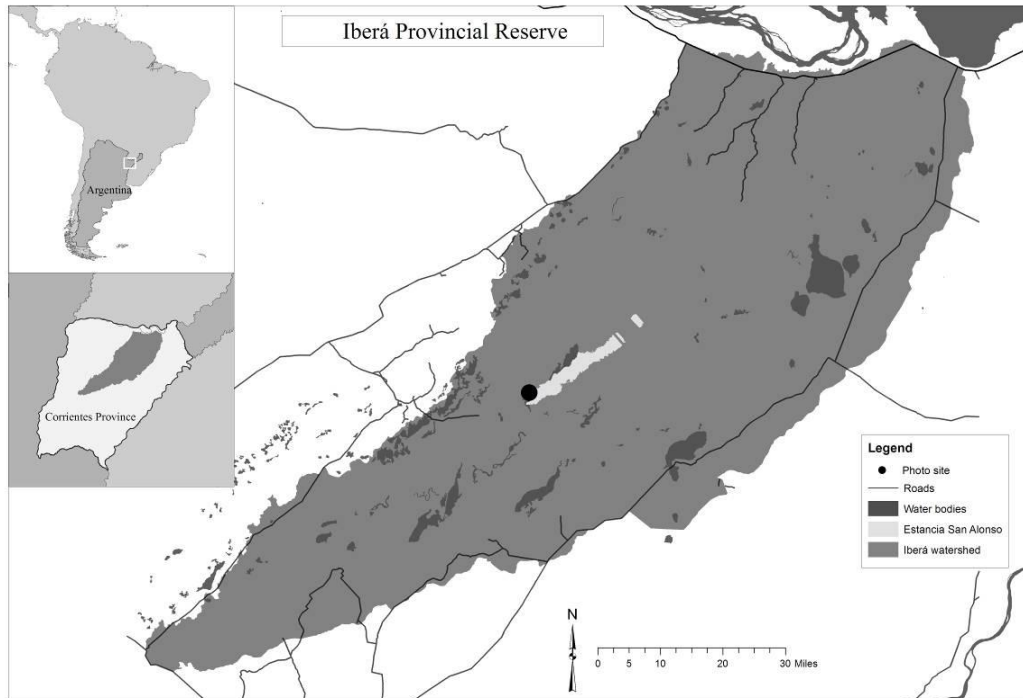 Iberá Provincial Reserve
Argentina
Corrientes Province
Legend
Photo site
Roads
Water bodies
Estancia San Alonso
Iberá watershed
N
0 5 10 20 30 Miles